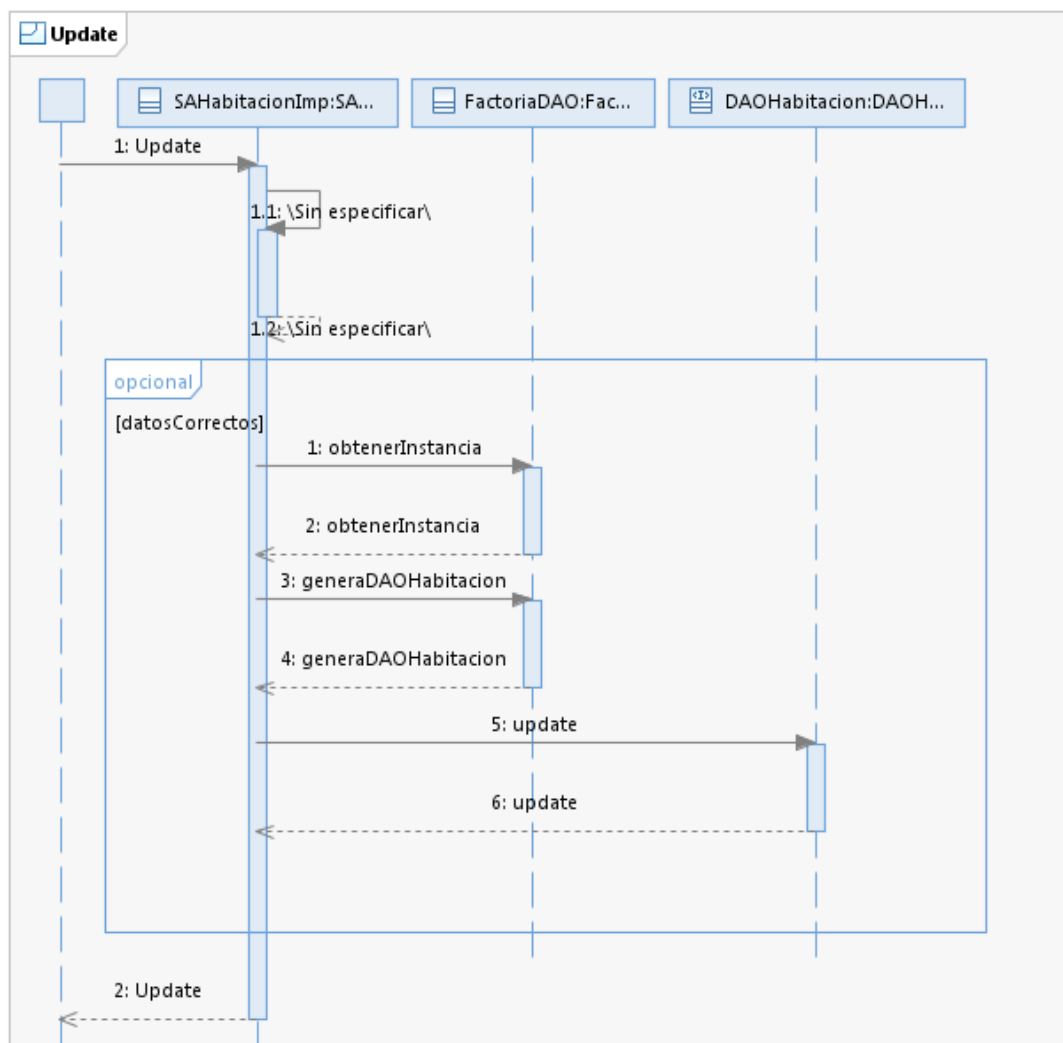 Update
SAHabitacionImp:SA...
FactoriaDAO:Fac...
DAOHabitacion:DAOH...
1: Update
1.1: \Sin especificar\
1.2: \Sin especificar\
opcional
[datosCorrectos]
1: obtenerInstancia
2: obtenerInstancia
3: generaDAOHabitacion
4: generaDAOHabitacion
5: update
6: update
2: Update